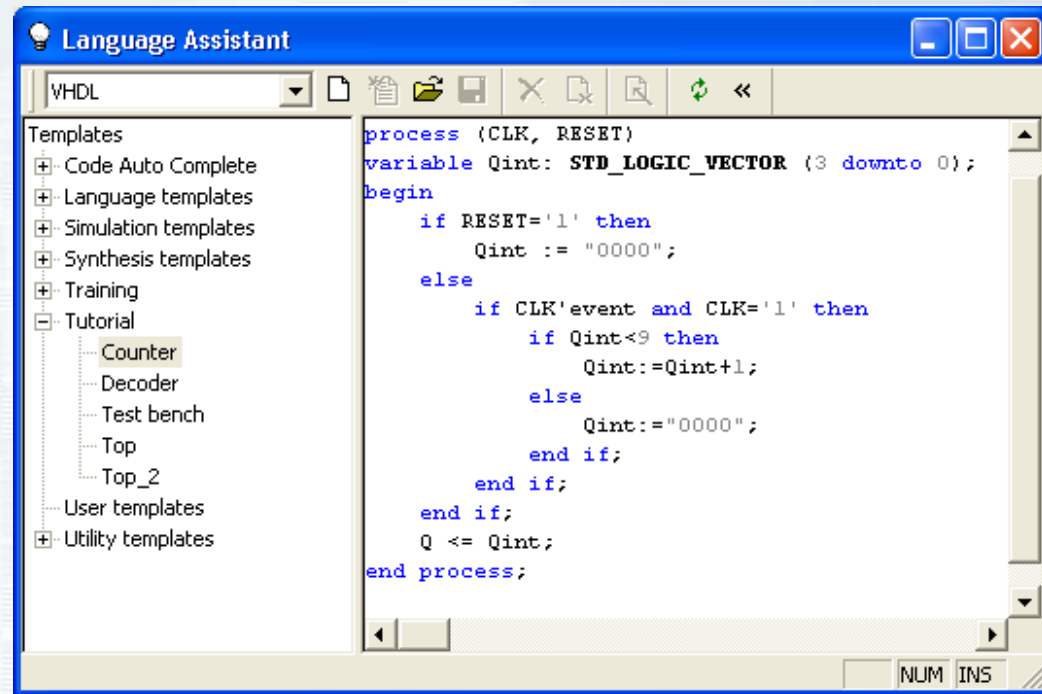 Language Assistant
VHDL
Templates
Code Auto Complete
Language templates
Simulation templates
Synthesis templates
Training
Tutorial
Counter
Decoder
Test bench
Top
Top_2
User templates
Utility templates
process (CLK, RESET)
variable Qint: STD_LOGIC_VECTOR (3 downto 0);
begin
    if RESET='1' then
        Qint := "0000";
    else
        if CLK'event and CLK='1' then
            if Qint<9 then
                Qint:=Qint+1;
            else
                Qint:="0000";
            end if;
        end if;
    end if;
    Q <= Qint;
end process;
NUM INS